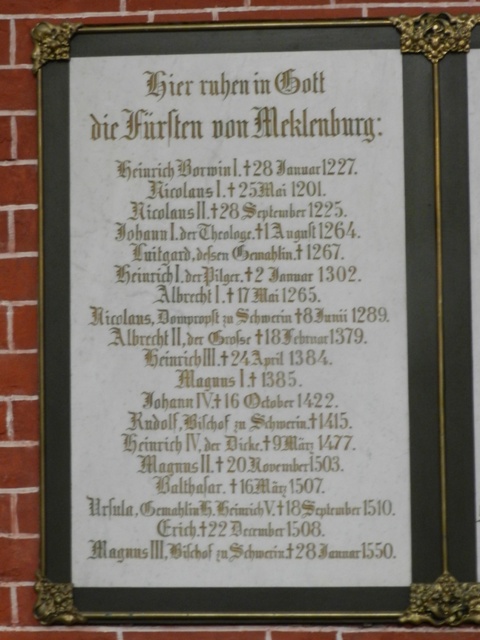 Hier ruhen in Gott
die Fürsten von Meklenburg:
Heinrich Borwin I. † 28 Januar 1227.
Nicolaus I. † 25 Mai 1201.
Nicolaus II. † 28 September 1225.
Johann I. der Theologe. † 1 August 1264.
Luitgard, dessen Gemahlin. † 1267.
Heinrich I. der Pilger. † 2 Januar 1302.
Albrecht I. † 17 Mai 1265.
Nicolaus, Dompropst zu Schwerin † 8 Junii 1289.
Albrecht II, der Grosse † 18 Februar 1379.
Heinrich III. † 24 April 1384.
Magnus I. † 1385.
Johann IV. † 16 October 1422.
Rudolf, Bischof zu Schwerin. † 1415.
Heinrich IV, der Dicke. † 9 März 1477.
Magnus II. † 20 November 1503.
Balthasar. † 16 März 1507.
Ursula, Gemahlin H. Heinrich V. † 18 September 1510.
Erich. † 22 December 1508.
Magnus III, Bischof zu Schwerin † 28 Januar 1550.